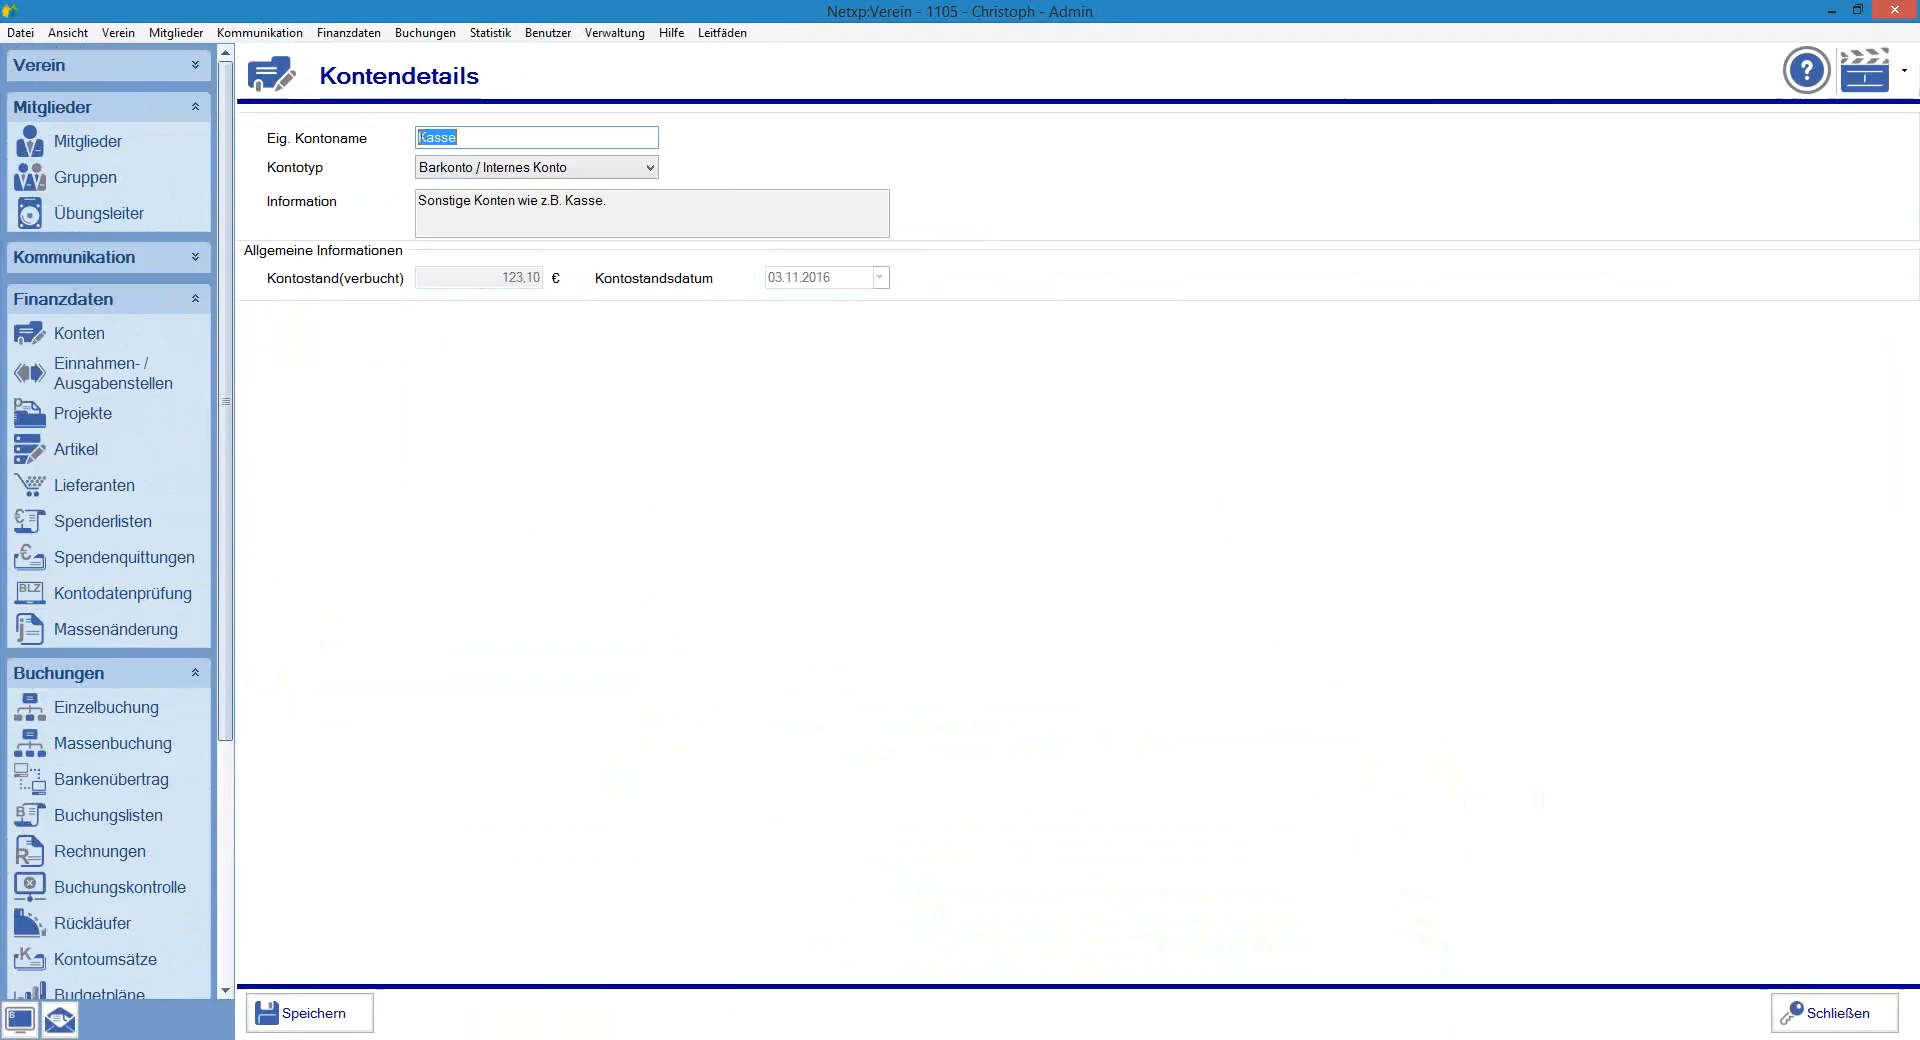 Netxp:Verein - 1105 - Christoph - Admin
Datei Ansicht Verein Mitglieder Kommunikation Finanzdaten Buchungen Statistik Benutzer Verwaltung Hilfe Leitfäden
Verein
Mitglieder
Mitglieder
Gruppen
Übungsleiter
Kommunikation
Finanzdaten
Konten
Einnahmen- /
Ausgabenstellen
Projekte
Artikel
Lieferanten
Spenderlisten
Spendenquittungen
BLZ
Kontodatenprüfung
Massenänderung
Buchungen
Einzelbuchung
Massenbuchung
Bankenübertrag
Buchungslisten
Rechnungen
Buchungskontrolle
Rückläufer
Kontoumsätze
Budgetpläne
Kontendetails
?
Eig. Kontoname Kasse
Kontotyp Barkonto / Internes Konto
Information Sonstige Konten wie z.B. Kasse.
Allgemeine Informationen
Kontostand(verbucht) 123,10 € Kontostandsdatum 03.11.2016
Speichern
Schließen